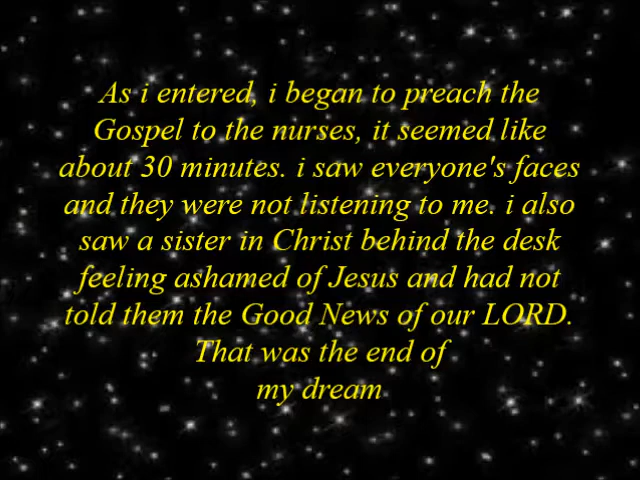 As i entered, i began to preach the
Gospel to the nurses, it seemed like
about 30 minutes. i saw everyone's faces
and they were not listening to me. i also
saw a sister in Christ behind the desk
feeling ashamed of Jesus and had not
told them the Good News of our LORD.
That was the end of
my dream